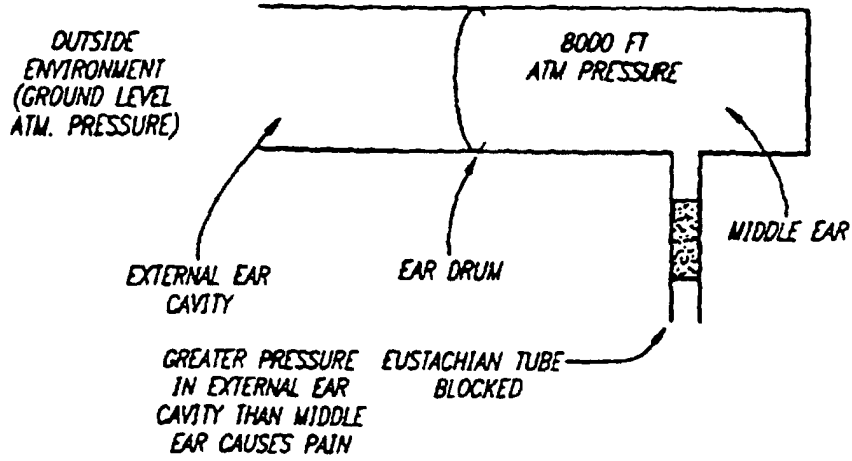 OUTSIDE
ENVIRONMENT
(GROUND LEVEL
ATM. PRESSURE)
8000 FT
ATM PRESSURE
EXTERNAL EAR
CAVITY
EAR DRUM
MIDDLE EAR
GREATER PRESSURE
IN EXTERNAL EAR
CAVITY THAN MIDDLE
EAR CAUSES PAIN
EUSTACHIAN TUBE
BLOCKED